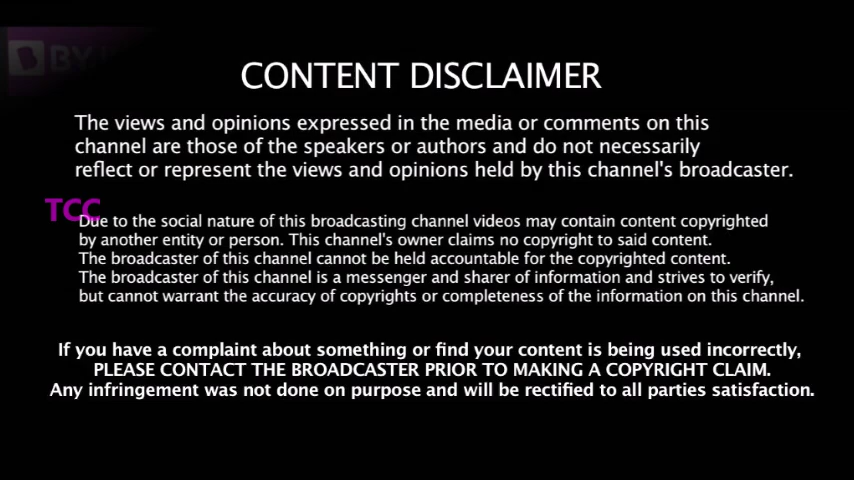 BY
CONTENT DISCLAIMER
The views and opinions expressed in the media or comments on this
channel are those of the speakers or authors and do not necessarily
reflect or represent the views and opinions held by this channel's broadcaster.
TCC
Due to the social nature of this broadcasting channel videos may contain content copyrighted
by another entity or person. This channel's owner claims no copyright to said content.
The broadcaster of this channel cannot be held accountable for the copyrighted content.
The broadcaster of this channel is a messenger and sharer of information and strives to verify,
but cannot warrant the accuracy of copyrights or completeness of the information on this channel.
If you have a complaint about something or find your content is being used incorrectly,
PLEASE CONTACT THE BROADCASTER PRIOR TO MAKING A COPYRIGHT CLAIM.
Any infringement was not done on purpose and will be rectified to all parties satisfaction.